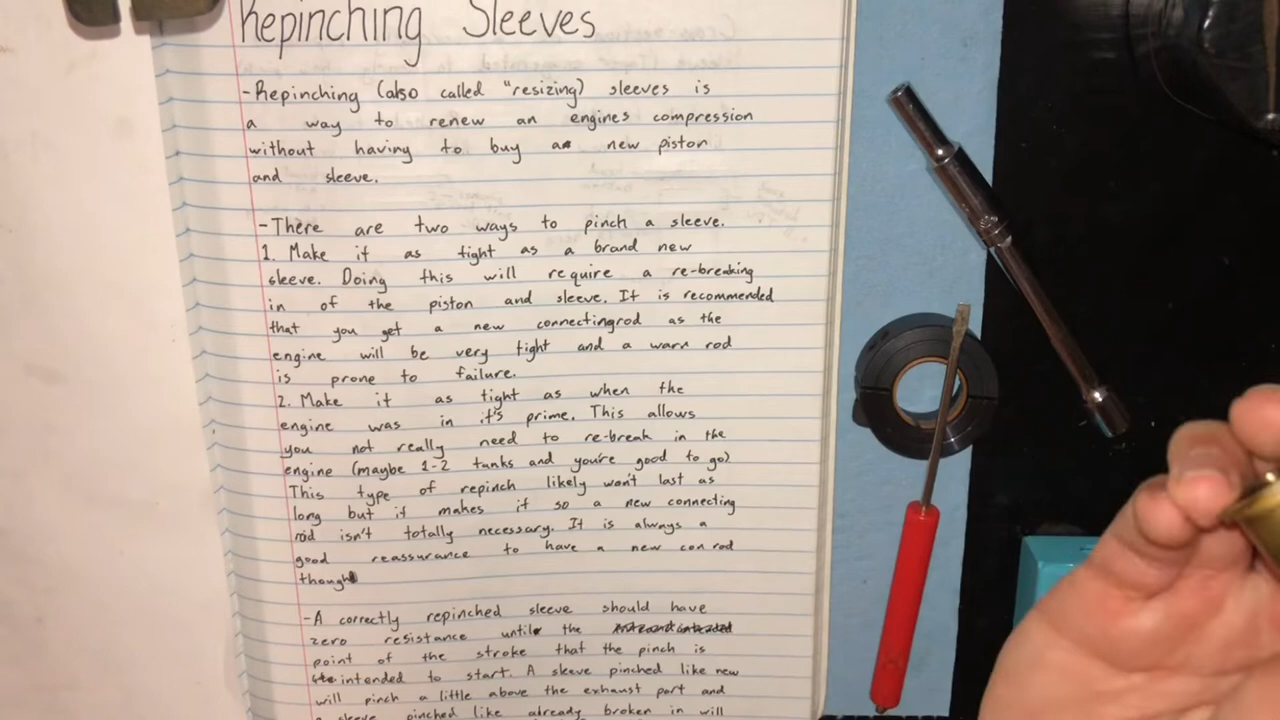 Repinching Sleeves
-Repinching (also called "resizing) sleeves is
a way to renew an engines compression
without having to buy a new piston
and sleeve.
-There are two ways to pinch a sleeve.
1. Make it as tight as a brand new
sleeve. Doing this will require a re-breaking
in of the piston and sleeve. It is recommended
that you get a new connectingrod as the
engine will be very tight and a warn rod
is prone to failure.
2. Make it as tight as when the
engine was in it's prime. This allows
you not really need to re-break in the
engine (maybe 1-2 tanks and you're good to go)
This type of repinch likely won't last as
long but it makes it so a new connecting
rod isn't totally necessary. It is always a
good reassurance to have a new con rod
though
-A correctly repinched sleeve should have
zero resistance until the
point of the stroke that the pinch is
intended to start. A sleeve pinched like new
will pinch a little above the exhaust port and
a sleeve pinched like already broken in will